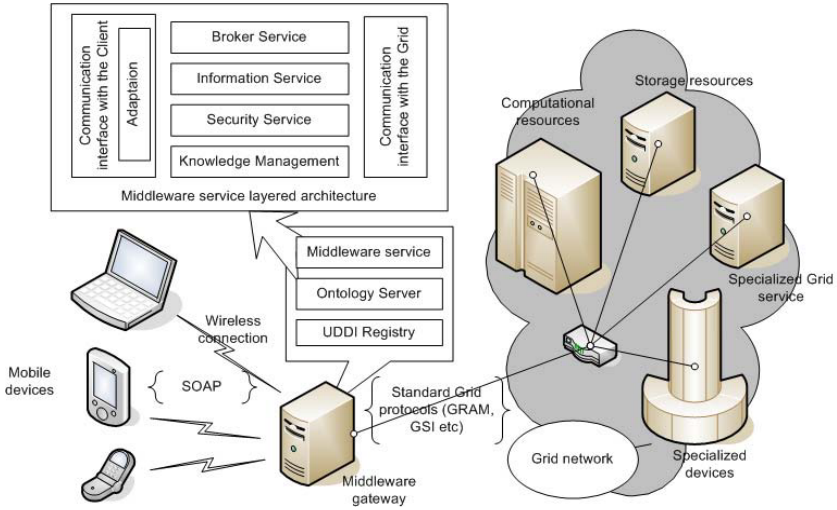 Communication
interface with the Client
Adaptaion
Broker Service
Information Service
Security Service
Knowledge Management
Communication
interface with the Grid
Middleware service layered architecture
Middleware service
Ontology Server
UDDI Registry
Wireless
connection
Mobile
devices
SOAP
Standard Grid
protocols (GRAM,
GSI etc)
Middleware
gateway
Storage resources
Computational
resources
Specialized Grid
service
Specialized
devices
Grid network